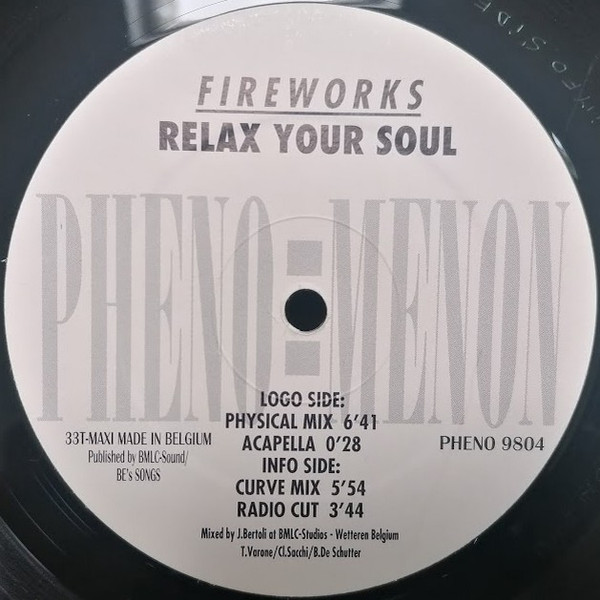 INFO SIDE
FIREWORKS
RELAX YOUR SOUL
PHENO:MENON
LOGO SIDE:
PHYSICAL MIX 6'41
ACAPELLA 0'28
INFO SIDE:
CURVE MIX 5'54
RADIO CUT 3'44
33T-MAXI MADE IN BELGIUM
Published by BMLC-Sound/
BE's SONGS
PHENO 9804
Mixed by J.Bertoli at BMLC-Studios - Wetteren Belgium
T.Varone/Cl.Sacchi/B.De Schutter